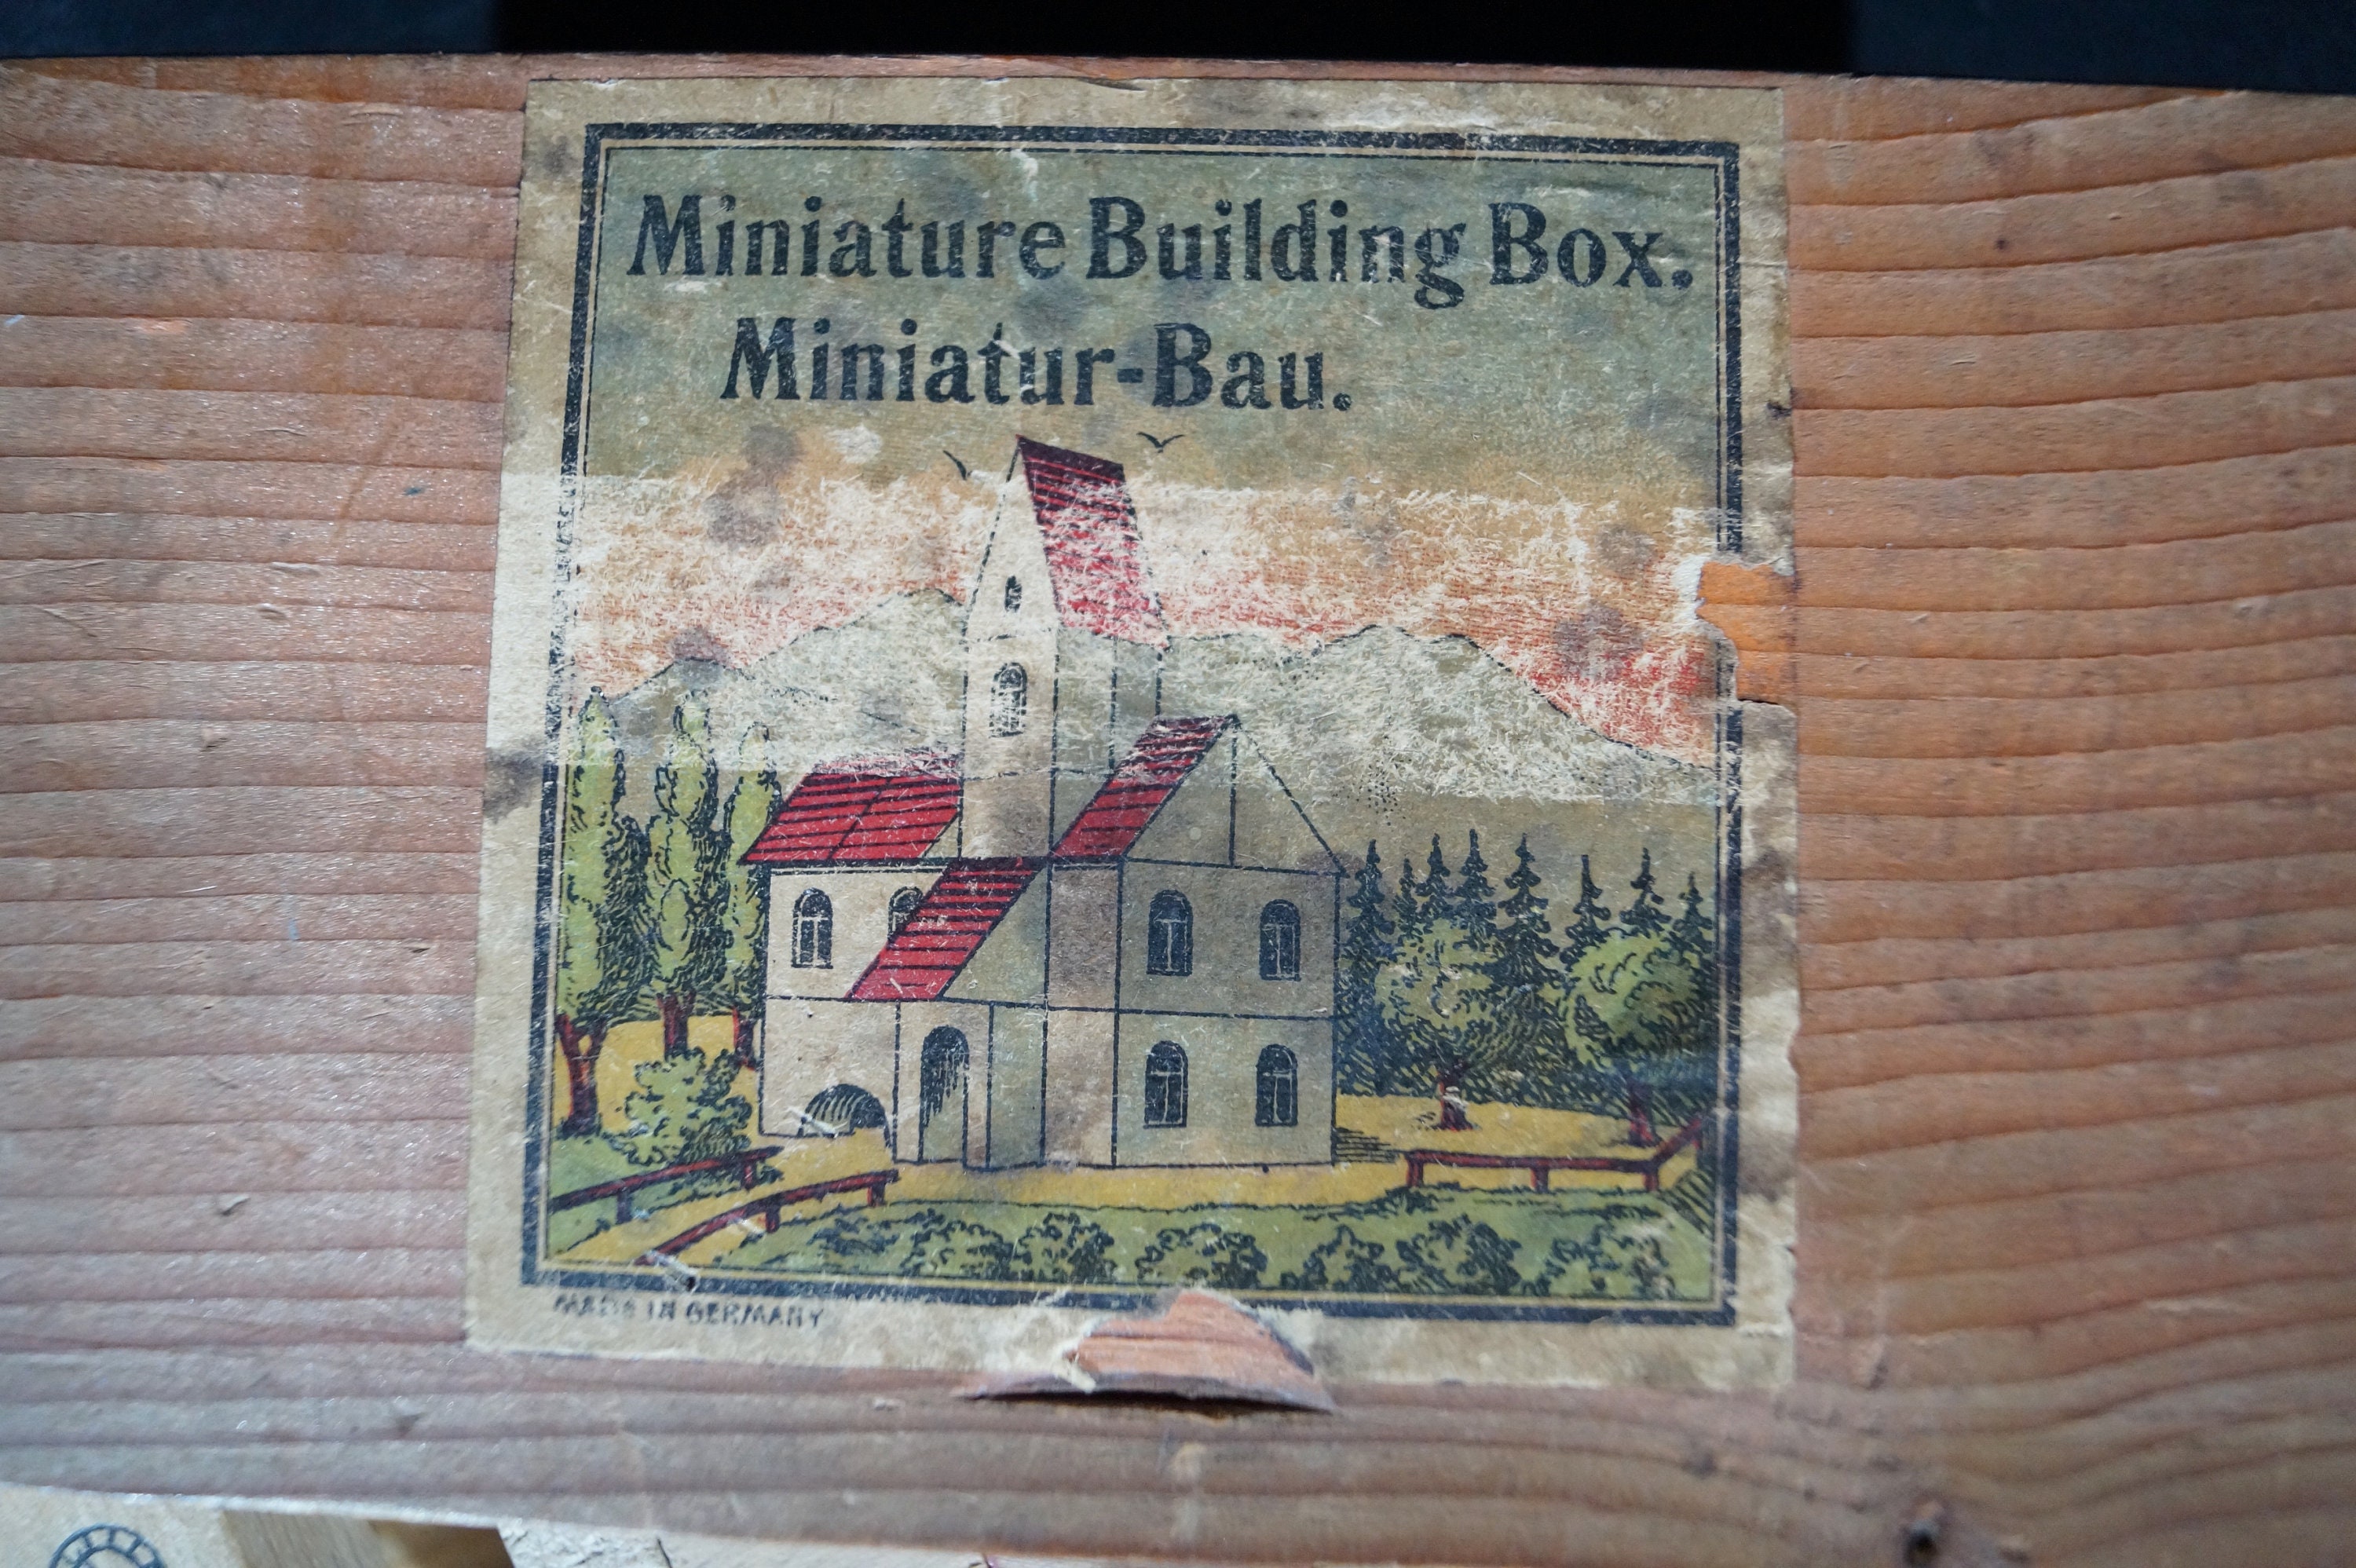 Miniature Building Box.
Miniatur-Bau.
MADE IN GERMANY